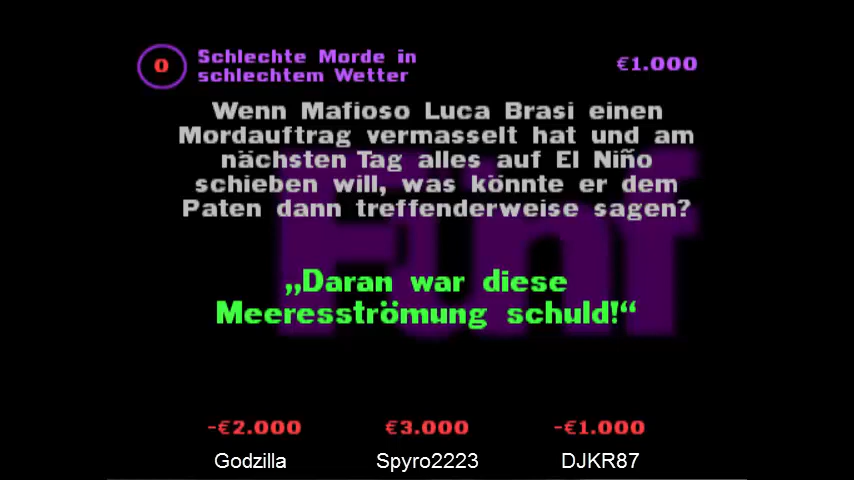 0
Schlechte Morde in
schlechtem Wetter
€1.000
Wenn Mafioso Luca Brasi einen
Mordauftrag vermasselt hat und am
nächsten Tag alles auf El Niño
schieben will, was könnte er dem
Paten dann treffenderweise sagen?
Fünf
„Daran war diese
Meeresströmung schuld!“
-€2.000 €3.000 -€1.000
Godzilla Spyro2223 DJKR87